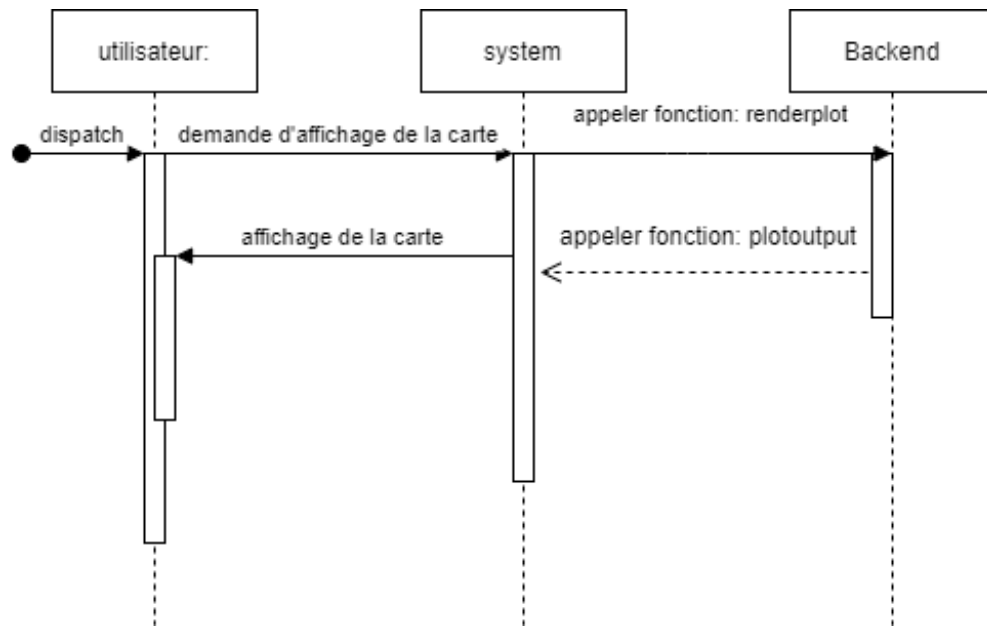 utilisateur:
system
Backend
appeler fonction: renderplot
dispatch
demande d'affichage de la carte
affichage de la carte
appeler fonction: plotoutput